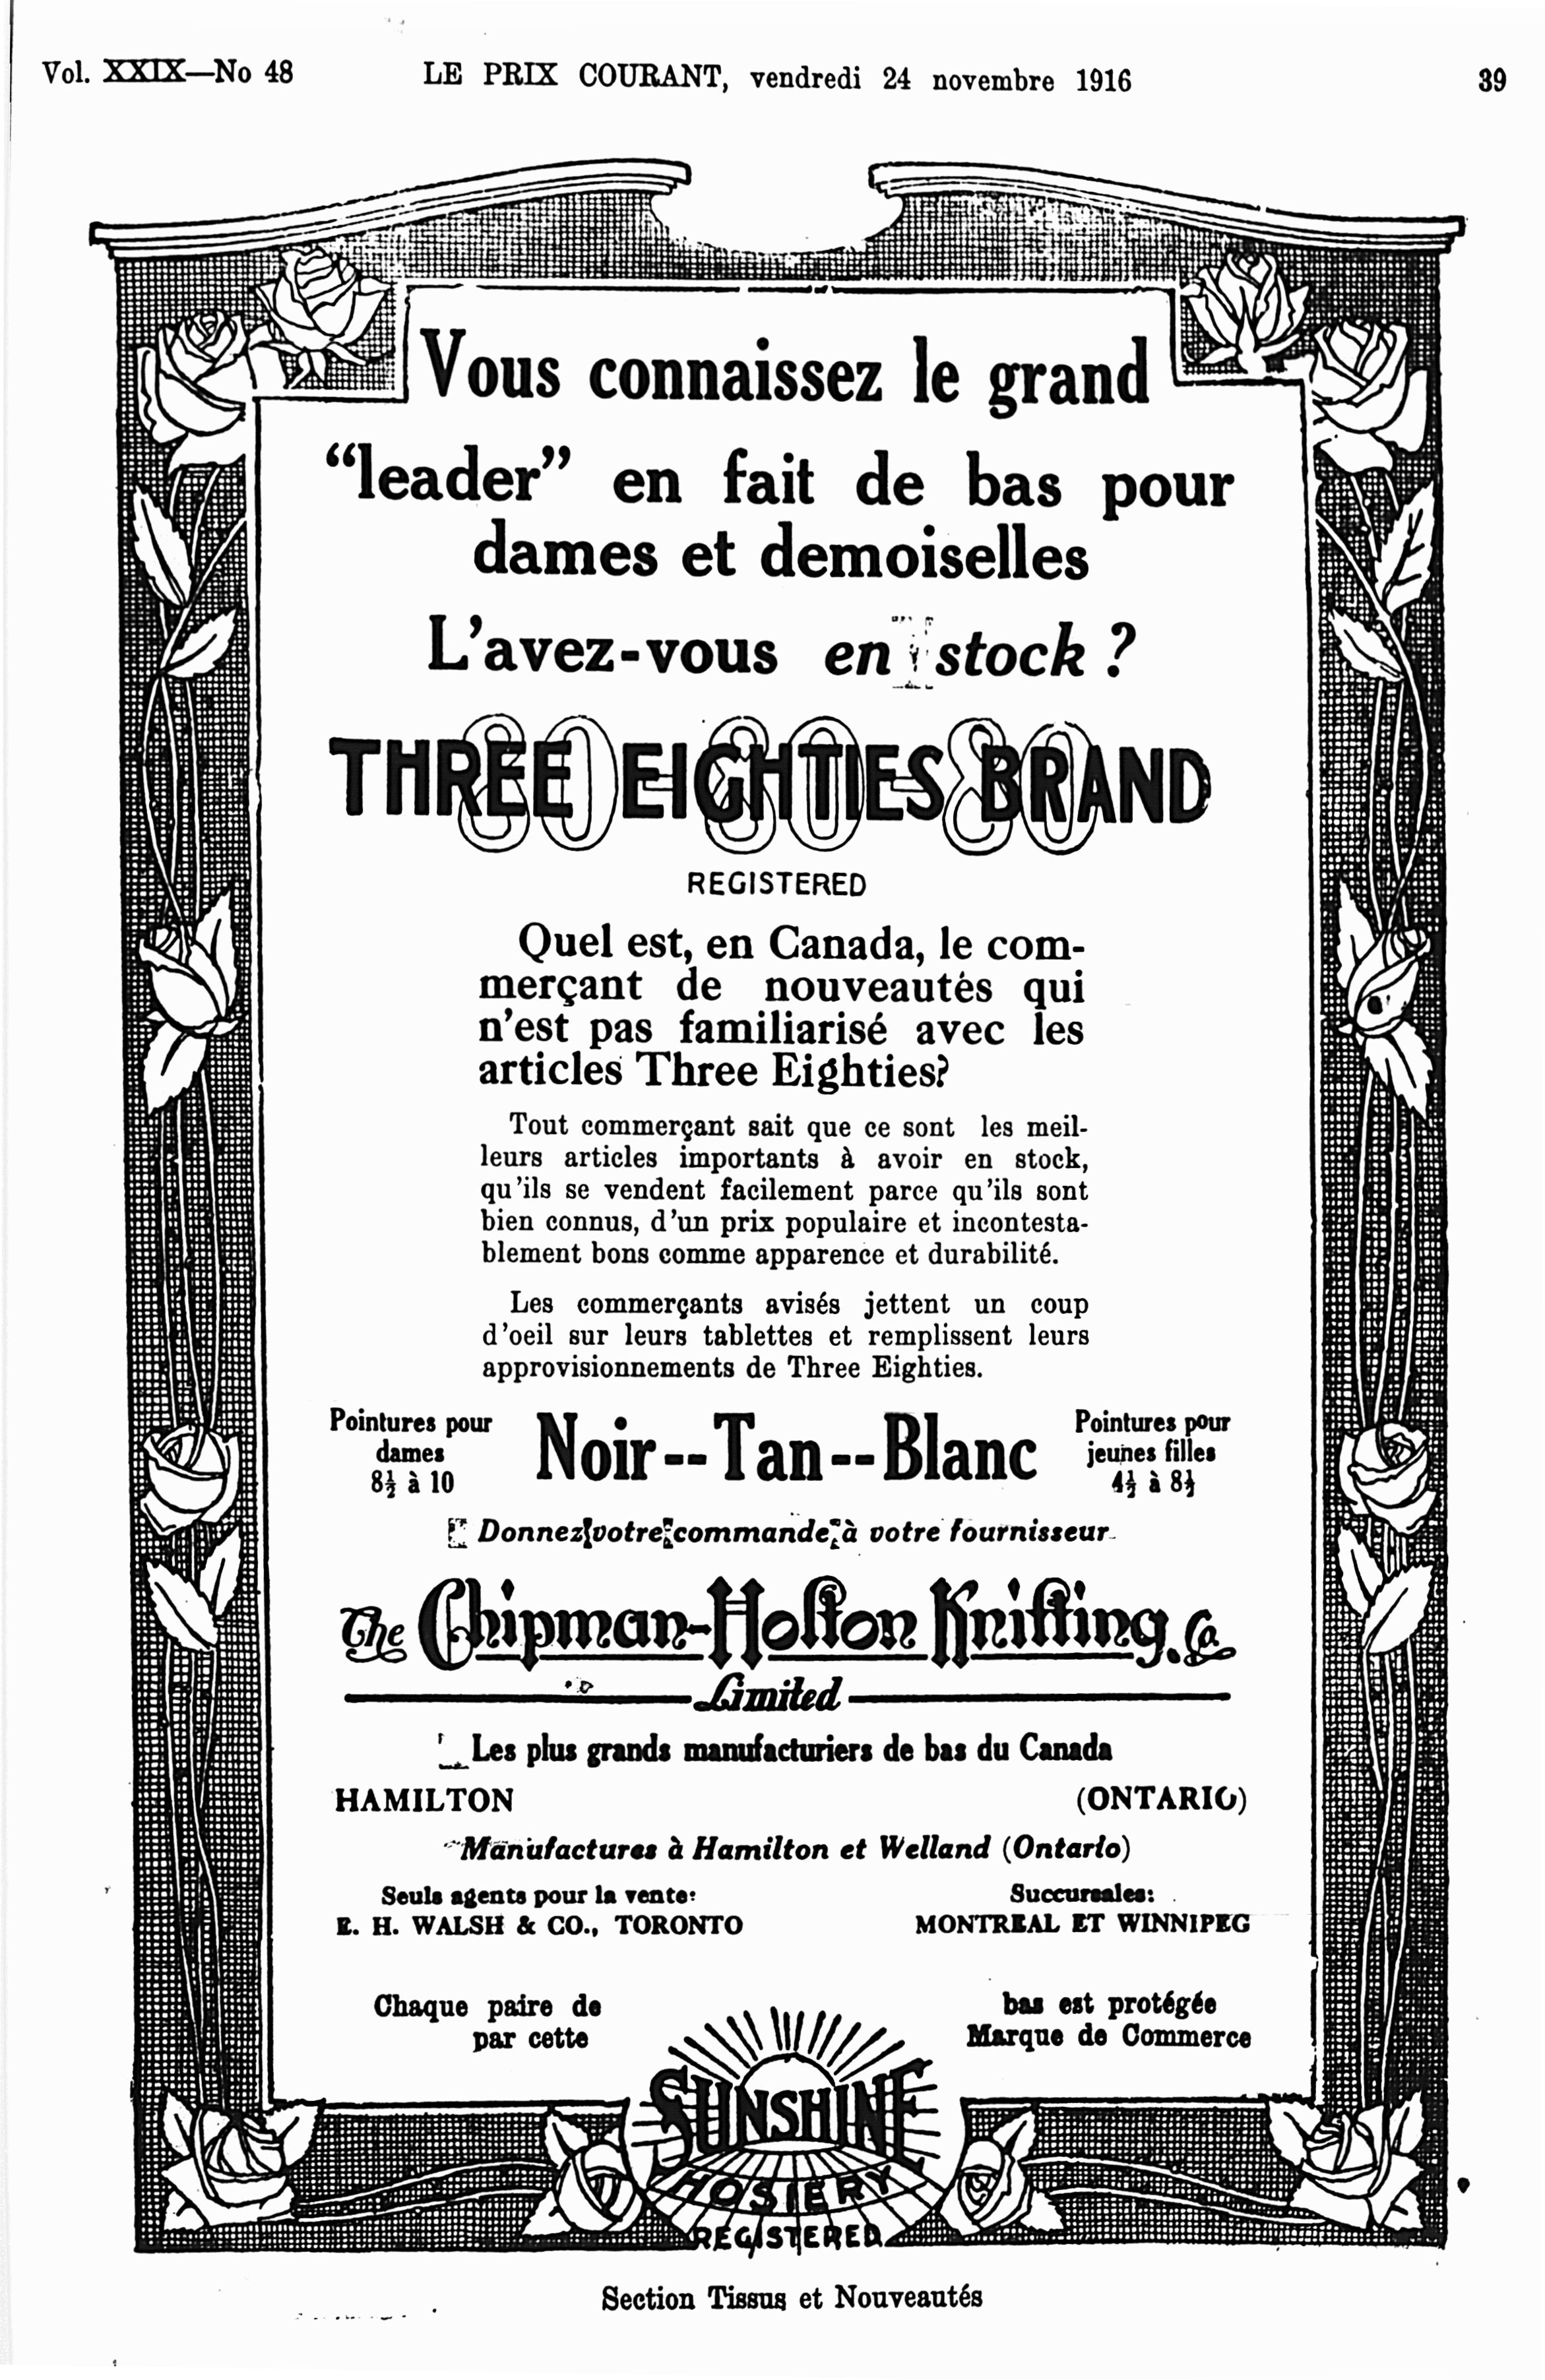 Vol. XXIX—No 48 LE PRIX COURANT, vendredi 24 novembre 1916 39
Vous connaissez le grand
“leader” en fait de bas pour
dames et demoiselles
L'avez-vous en stock ?
80 - 80 - 80
THREE EIGHTIES BRAND
REGISTERED
Quel est, en Canada, le com-
merçant de nouveautés qui
n'est pas familiarisé avec les
articles Three Eighties?
Tout commerçant sait que ce sont les meil-
leurs articles importants à avoir en stock,
qu'ils se vendent facilement parce qu'ils sont
bien connus, d'un prix populaire et incontesta-
blement bons comme apparence et durabilité.
Les commerçants avisés jettent un coup
d'oeil sur leurs tablettes et remplissent leurs
approvisionnements de Three Eighties.
Pointures pour
dames
8½ à 10
Noir--Tan--Blanc
Pointures pour
jeunes filles
4½ à 8½
Donnez votre commande à votre fournisseur
The Chipman-Holton Knitting Co.
Limited
Les plus grands manufacturiers de bas du Canada
HAMILTON (ONTARIO)
Manufactures à Hamilton et Welland (Ontario)
Seuls agents pour la vente:
E. H. WALSH & CO., TORONTO
Succursales:
MONTREAL ET WINNIPEG
Chaque paire de bas est protégée
par cette Marque de Commerce
SUNSHINE
HOSIERY
REGISTERED
Section Tissus et Nouveautés